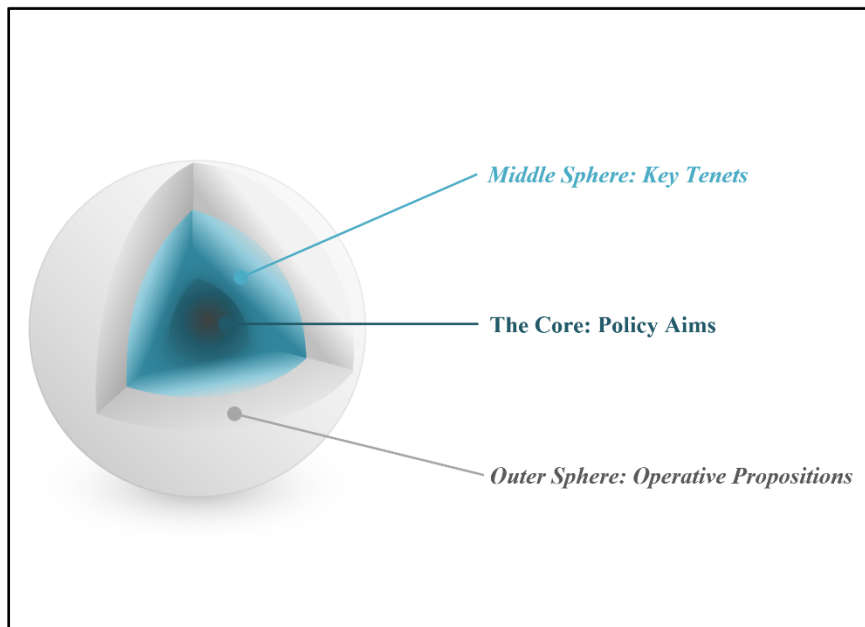 Middle Sphere: Key Tenets
The Core: Policy Aims
Outer Sphere: Operative Propositions